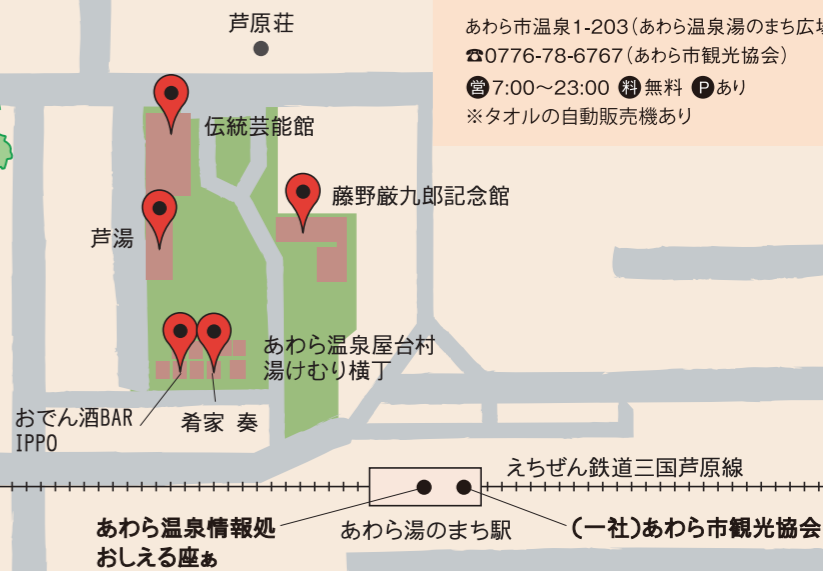 芦原荘
あわら市温泉1-203（あわら温泉湯のまち広場
☎0776-78-6767（あわら市観光協会）
営7:00～23:00 料無料 Pあり
※タオルの自動販売機あり
伝統芸能館
藤野厳九郎記念館
芦湯
あわら温泉屋台村
湯けむり横丁
おでん酒BAR
IPPO
肴家 奏
えちぜん鉄道三国芦原線
あわら温泉情報処
おしえる座ぁ
あわら湯のまち駅
（一社）あわら市観光協会